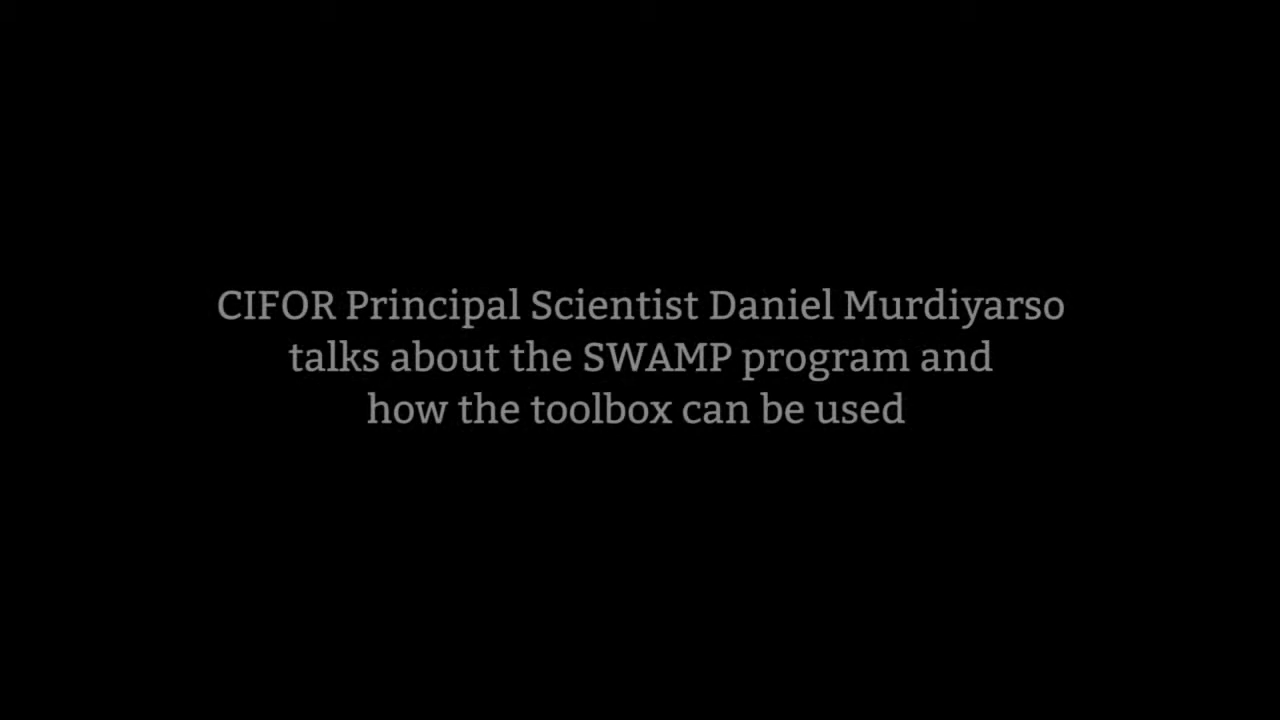 CIFOR Principal Scientist Daniel Murdiyarso
talks about the SWAMP program and
how the toolbox can be used